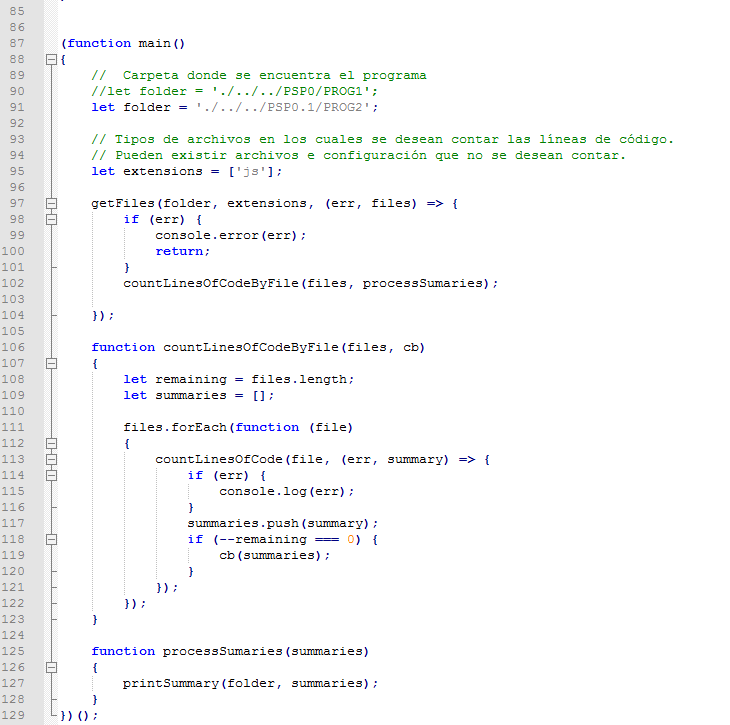 85
86
87 (function main()
88 {
89 //  Carpeta donde se encuentra el programa
90 //let folder = './../../PSP0/PROG1';
91 let folder = './../../PSP0.1/PROG2';
92
93 // Tipos de archivos en los cuales se desean contar las líneas de código.
94 // Pueden existir archivos e configuración que no se desean contar.
95 let extensions = ['js'];
96
97 getFiles(folder, extensions, (err, files) => {
98 if (err) {
99 console.error(err);
100 return;
101 }
102 countLinesOfCodeByFile(files, processSumaries);
103
104 });
105
106 function countLinesOfCodeByFile(files, cb)
107 {
108 let remaining = files.length;
109 let summaries = [];
110
111 files.forEach(function (file)
112 {
113 countLinesOfCode(file, (err, summary) => {
114 if (err) {
115 console.log(err);
116 }
117 summaries.push(summary);
118 if (--remaining === 0) {
119 cb(summaries);
120 }
121 });
122 });
123 }
124
125 function processSumaries(summaries)
126 {
127 printSummary(folder, summaries);
128 }
129 })();